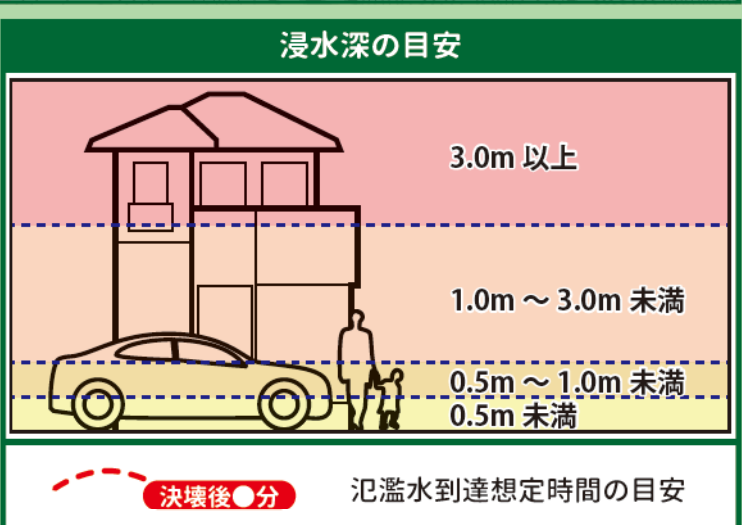 浸水深の目安
3.0m 以上
1.0m ～ 3.0m 未満
0.5m ～ 1.0m 未満
0.5m 未満
決壊後●分 氾濫水到達想定時間の目安